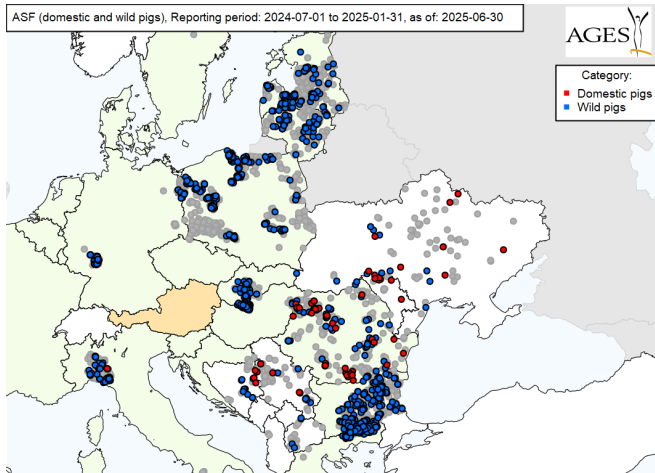 ASF (domestic and wild pigs), Reporting period: 2024-07-01 to 2025-01-31, as of: 2025-06-30
AGES
Category:
Domestic pigs
Wild pigs